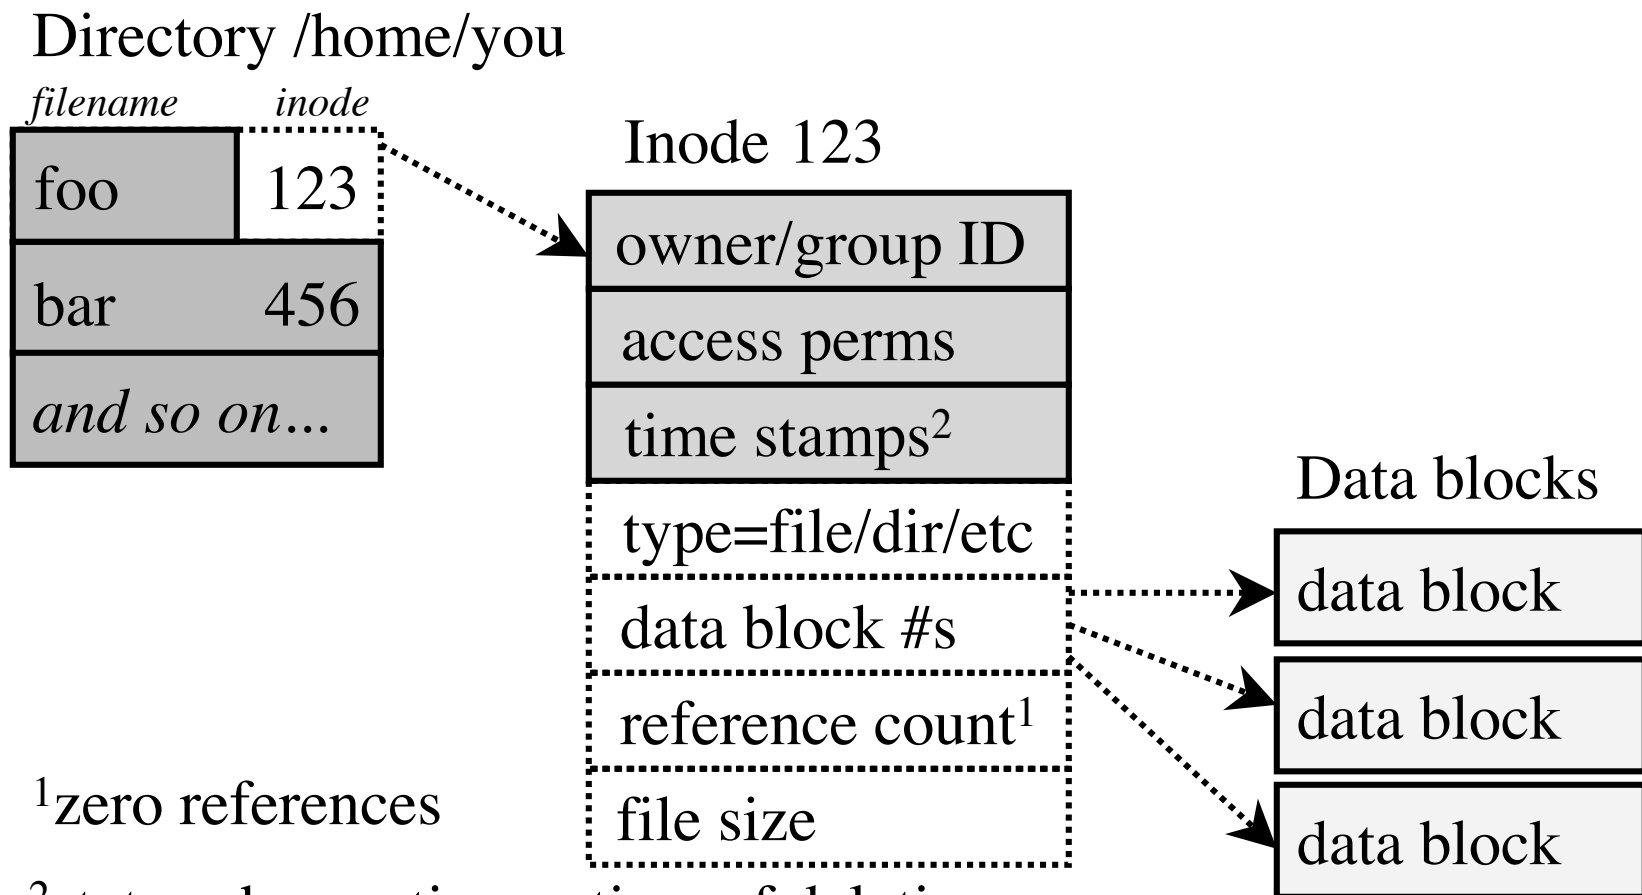 Directory /home/you
filename inode
foo 123
bar 456
and so on...
Inode 123
owner/group ID
access perms
time stamps²
type=file/dir/etc
data block #s
reference count¹
file size
Data blocks
data block
data block
data block
¹zero references